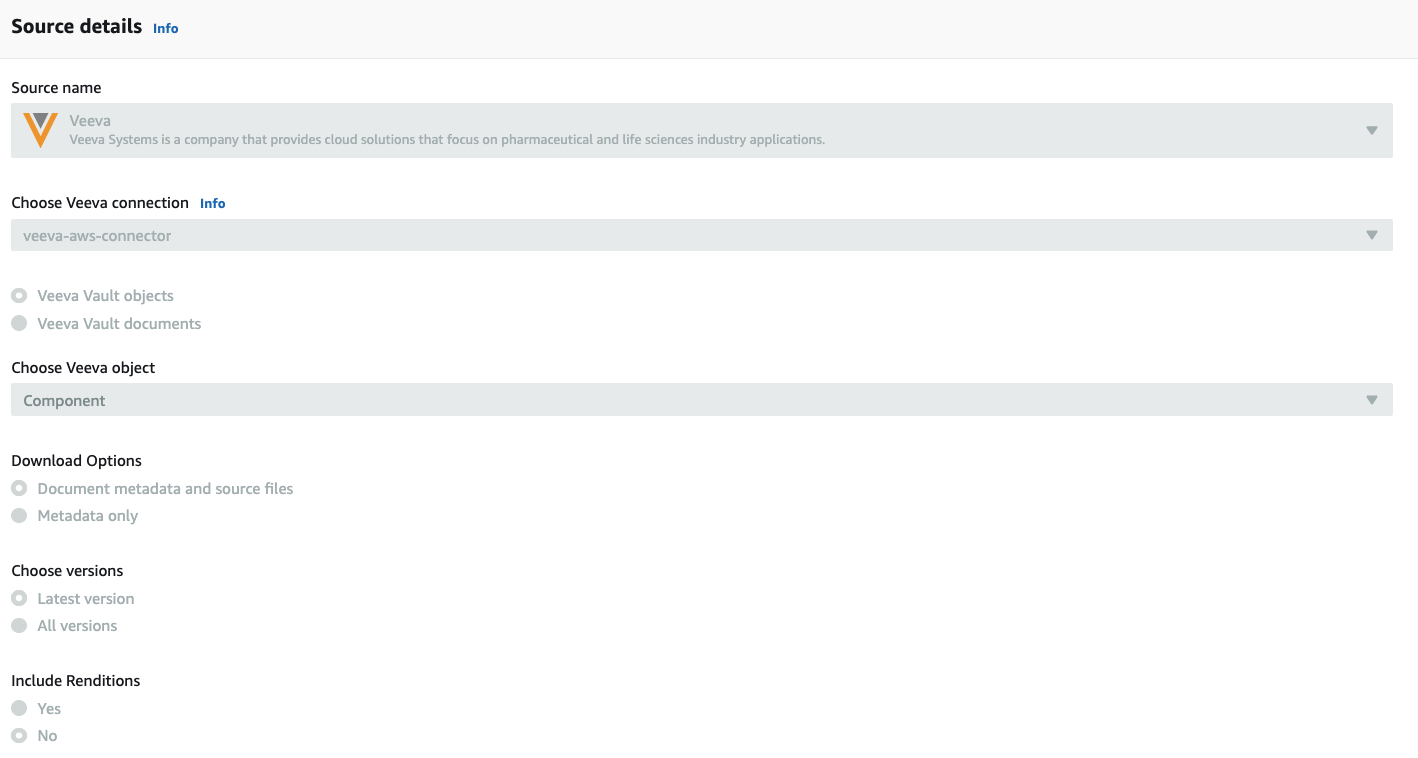 Source details Info
Source name
Veeva
Veeva Systems is a company that provides cloud solutions that focus on pharmaceutical and life sciences industry applications.
Choose Veeva connection Info
veeva-aws-connector
Veeva Vault objects
Veeva Vault documents
Choose Veeva object
Component
Download Options
Document metadata and source files
Metadata only
Choose versions
Latest version
All versions
Include Renditions
Yes
No